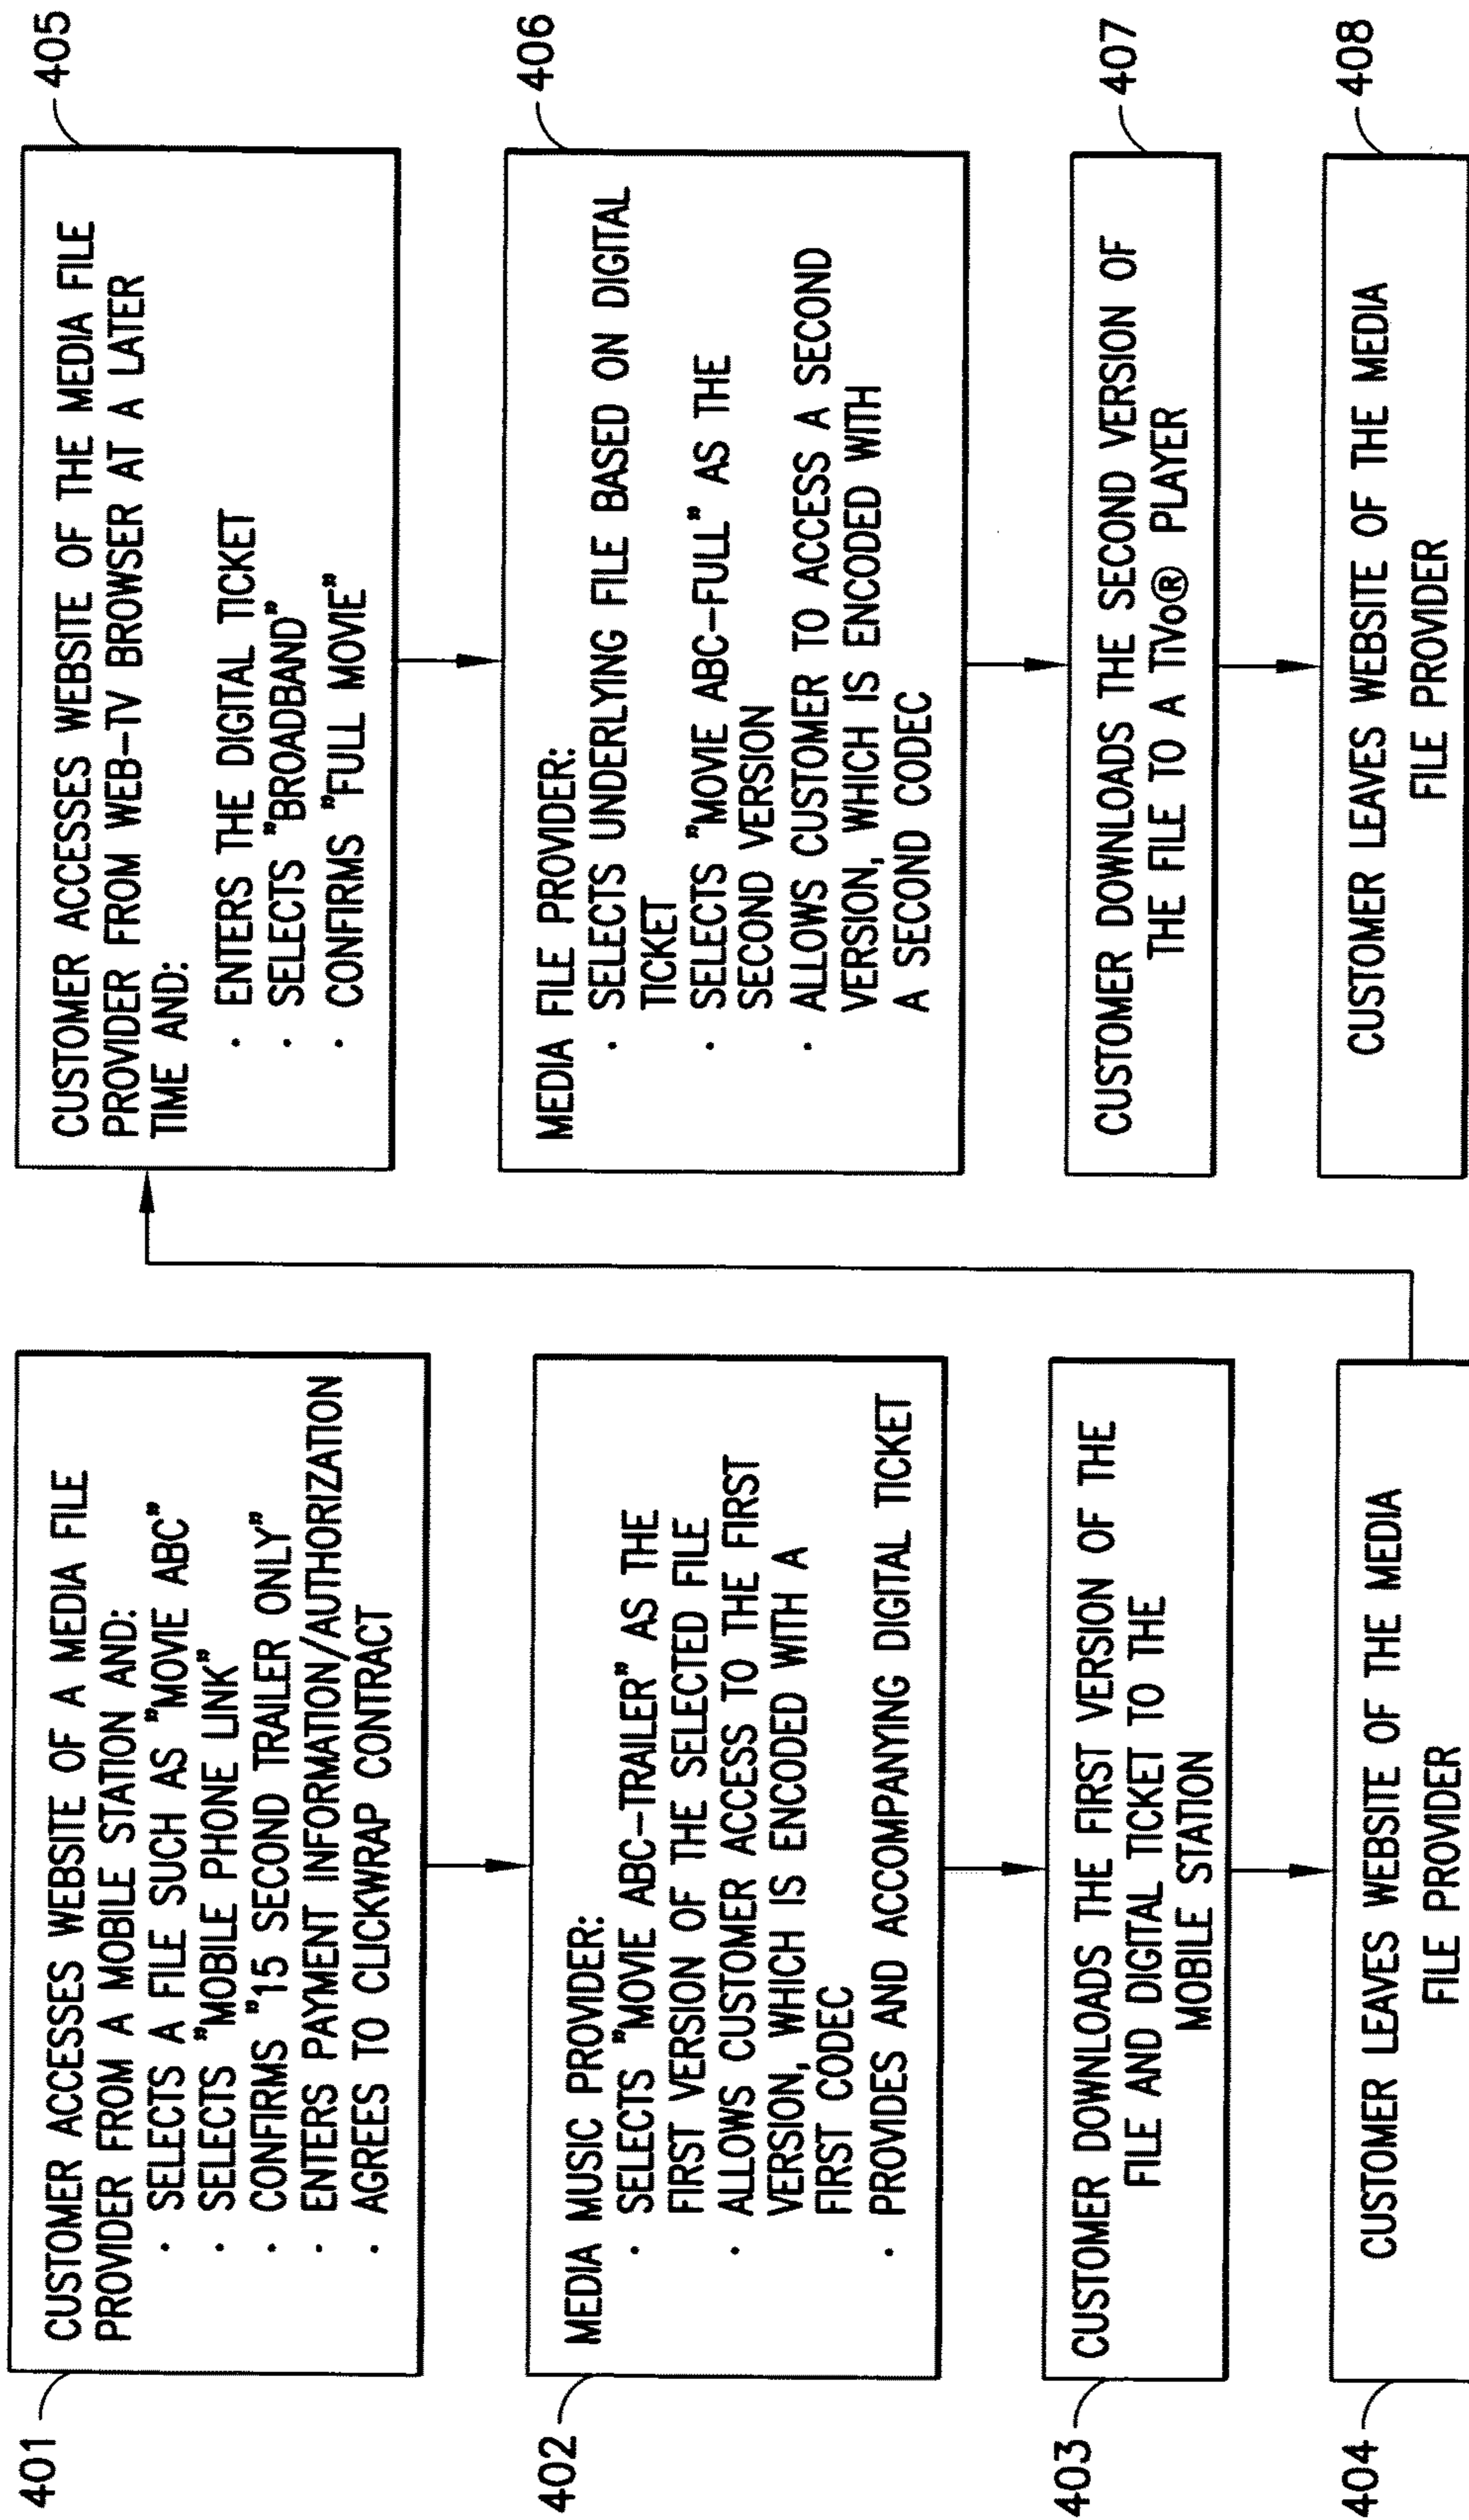 401
CUSTOMER ACCESSES WEBSITE OF A MEDIA FILE
PROVIDER FROM A MOBILE STATION AND:
· SELECTS A FILE SUCH AS "MOVIE ABC"
· SELECTS "MOBILE PHONE LINK"
· CONFIRMS "15 SECOND TRAILER ONLY"
· ENTERS PAYMENT INFORMATION/AUTHORIZATION
· AGREES TO CLICKWRAP CONTRACT
402
MEDIA MUSIC PROVIDER:
· SELECTS "MOVIE ABC-TRAILER" AS THE
FIRST VERSION OF THE SELECTED FILE
· ALLOWS CUSTOMER ACCESS TO THE FIRST
VERSION, WHICH IS ENCODED WITH A
FIRST CODEC
· PROVIDES AND ACCOMPANYING DIGITAL TICKET
403
CUSTOMER DOWNLOADS THE FIRST VERSION OF THE
FILE AND DIGITAL TICKET TO THE
MOBILE STATION
404
CUSTOMER LEAVES WEBSITE OF THE MEDIA
FILE PROVIDER
405
CUSTOMER ACCESSES WEBSITE OF THE MEDIA FILE
PROVIDER FROM WEB-TV BROWSER AT A LATER
TIME AND:
· ENTERS THE DIGITAL TICKET
· SELECTS "BROADBAND"
· CONFIRMS "FULL MOVIE"
406
MEDIA FILE PROVIDER:
· SELECTS UNDERLYING FILE BASED ON DIGITAL
TICKET
· SELECTS "MOVIE ABC-FULL" AS THE
SECOND VERSION
· ALLOWS CUSTOMER TO ACCESS A SECOND
VERSION, WHICH IS ENCODED WITH
A SECOND CODEC
407
CUSTOMER DOWNLOADS THE SECOND VERSION OF
THE FILE TO A TiVo® PLAYER
408
CUSTOMER LEAVES WEBSITE OF THE MEDIA
FILE PROVIDER